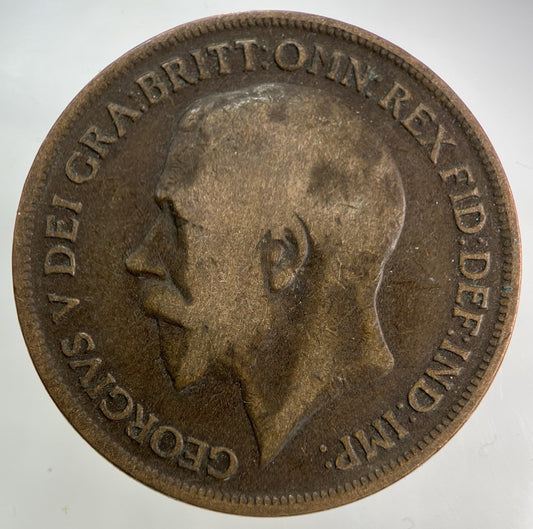 GEORGIVS V DEI GRA:BRITT:OMN:REX FID:DEF:IND:IMP: